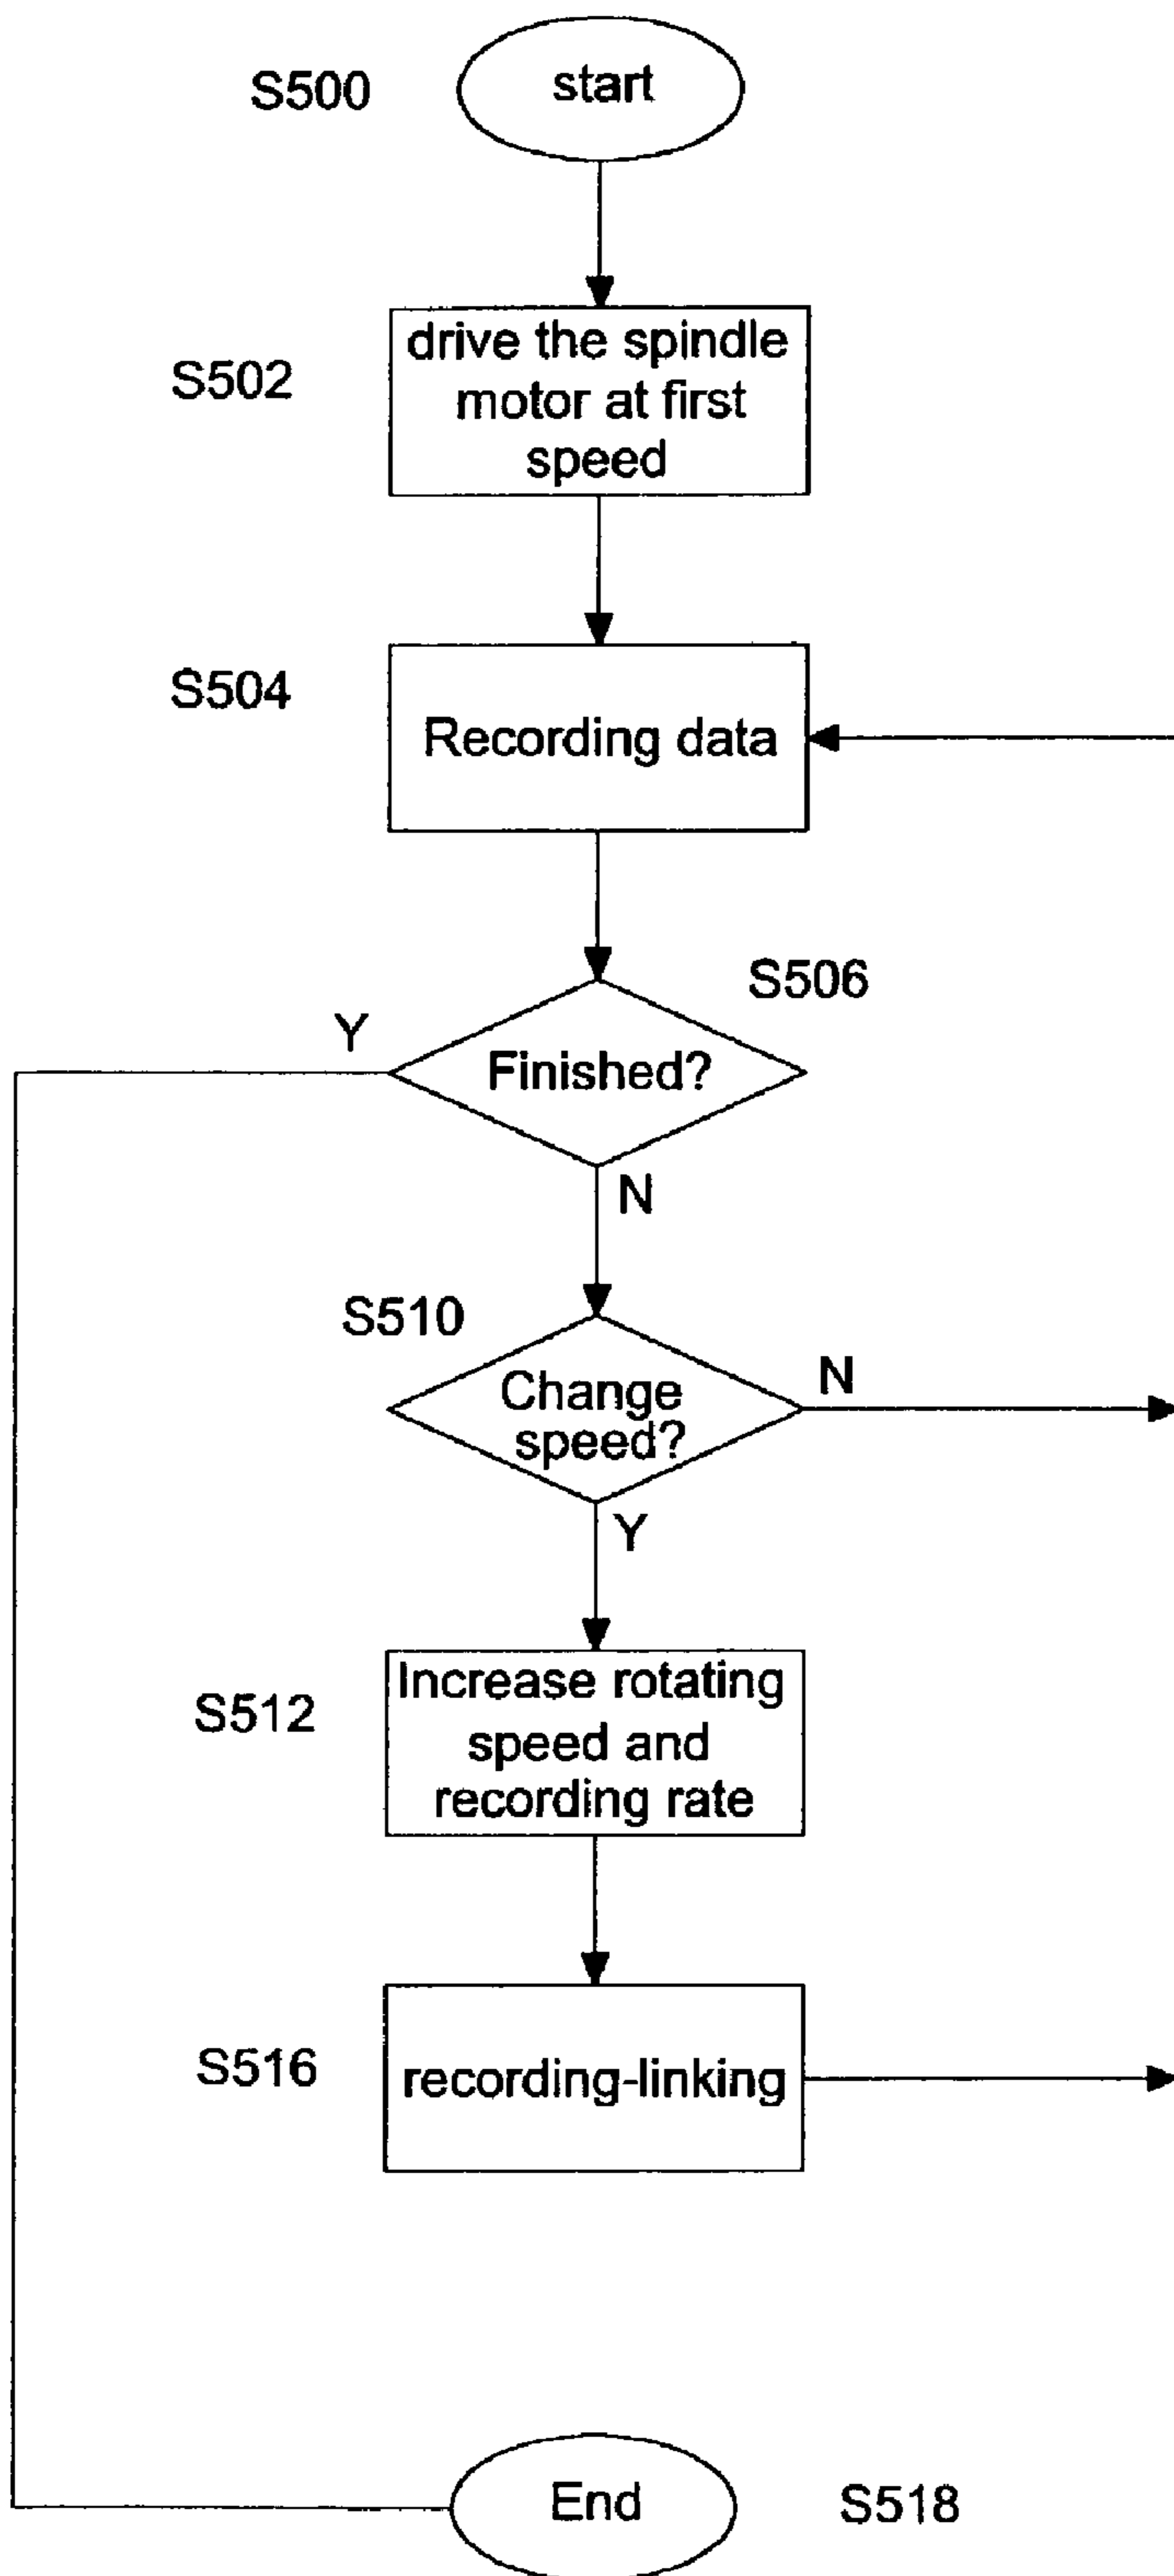 S500
start
S502
drive the spindle
motor at first
speed
S504
Recording data
S506
Y
Finished?
N
S510
Change
speed?
N
Y
S512
Increase rotating
speed and
recording rate
S516
recording-linking
End
S518